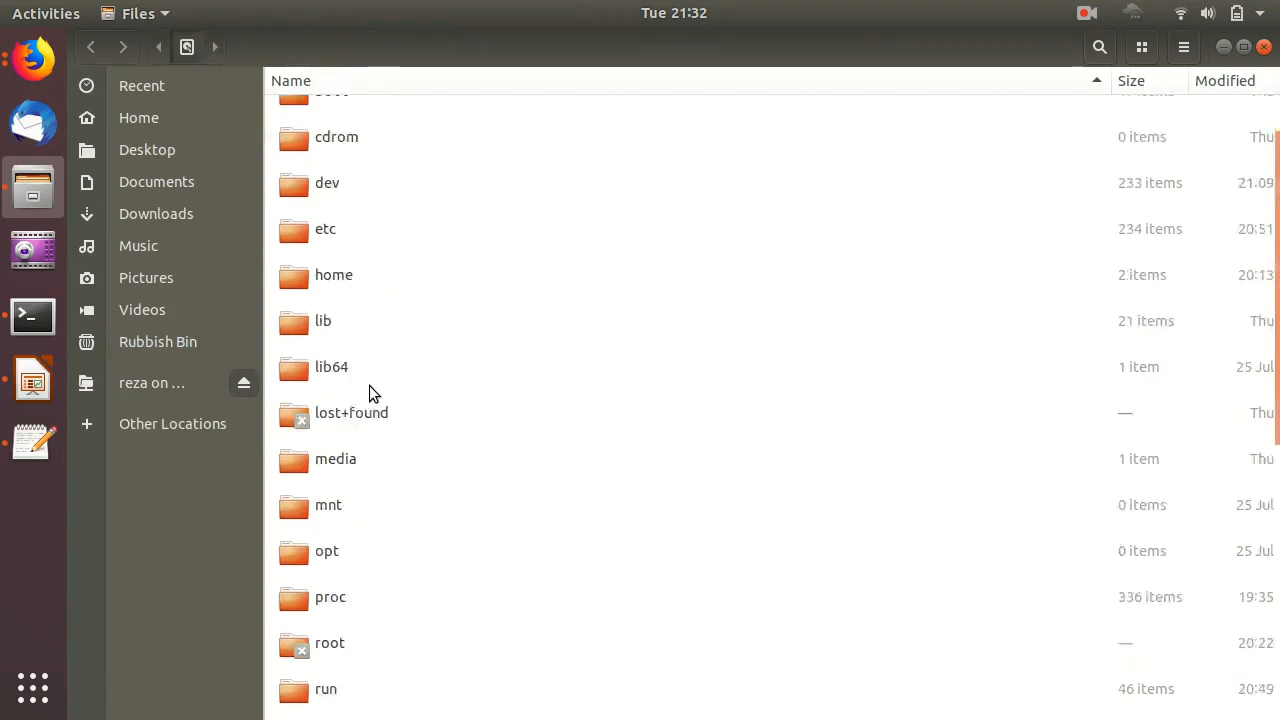 Activities Files Tue 21:32
Name Size Modified
Recent
Home
Desktop
Documents
Downloads
Music
Pictures
Videos
Rubbish Bin
reza on …
Other Locations
cdrom 0 items Thu
dev 233 items 21:09
etc 234 items 20:51
home 2 items 20:13
lib 21 items Thu
lib64 1 item 25 Jul
lost+found — Thu
media 1 item Thu
mnt 0 items 25 Jul
opt 0 items 25 Jul
proc 336 items 19:35
root — 20:22
run 46 items 20:49